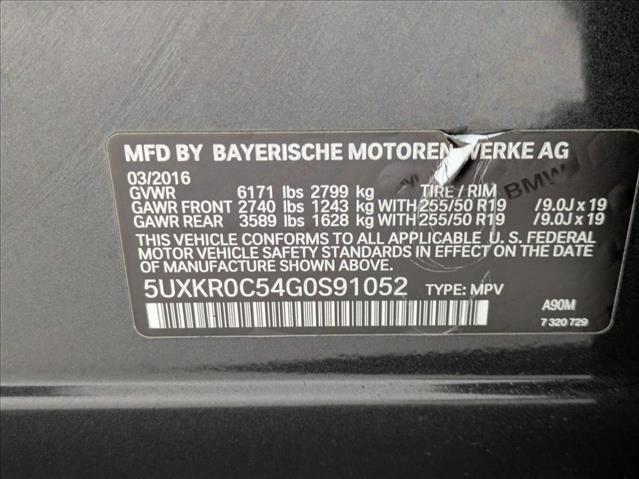 MFD BY BAYERISCHE MOTOREN WERKE AG
03/2016
GVWR 6171 lbs 2799 kg TIRE / RIM
BMW
GAWR FRONT 2740 lbs 1243 kg WITH 255/50 R19 /9.0J x 19
GAWR REAR 3589 lbs 1628 kg WITH 255/50 R19 /9.0J x 19
THIS VEHICLE CONFORMS TO ALL APPLICABLE U. S. FEDERAL
MOTOR VEHICLE SAFETY STANDARDS IN EFFECT ON THE DATE
OF MANUFACTURE SHOWN ABOVE.
5UXKR0C54G0S91052 TYPE: MPV
A90M
7 320 729